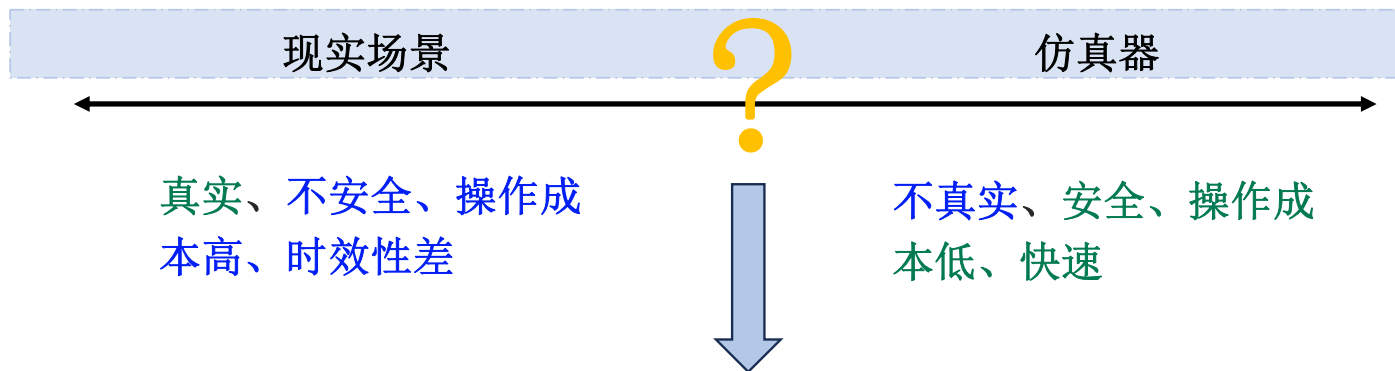 现实场景
?
仿真器
真实、不安全、操作成
本高、时效性差
不真实、安全、操作成
本低、快速